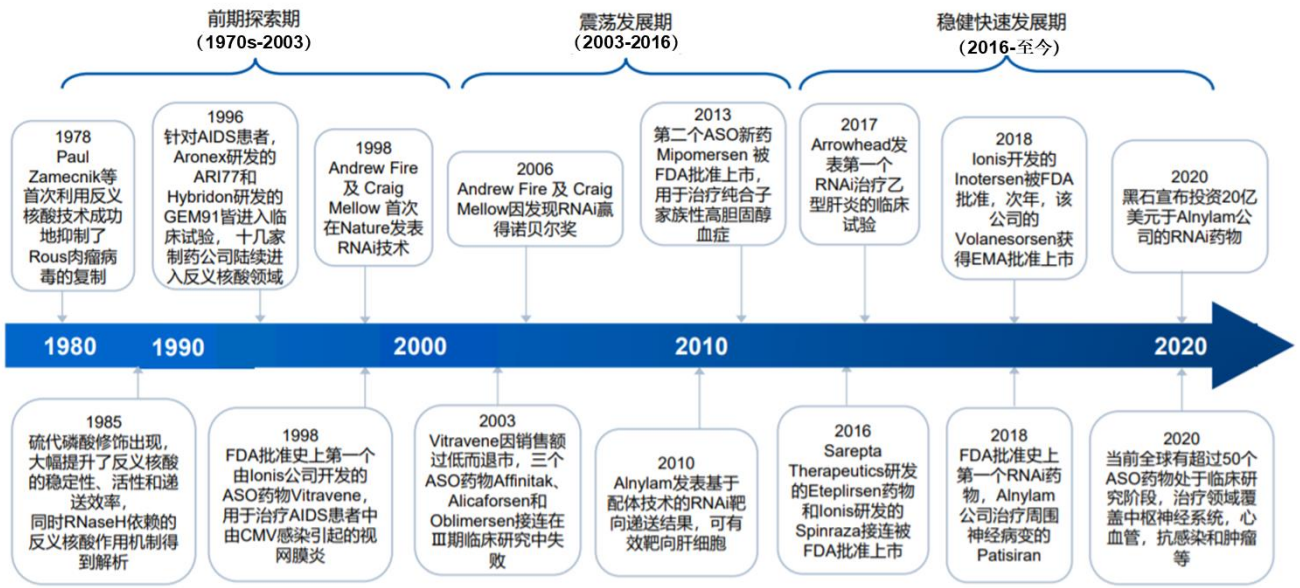 前期探索期
（1970s-2003）
震荡发展期
（2003-2016）
稳健快速发展期
（2016-至今）
1978
Paul
Zamecnik等
首次利用反义
核酸技术成功
地抑制了
Rous肉瘤病
毒的复制
1996
针对AIDS患者，
Aronex研发的
ARI77和
Hybridon研发的
GEM91皆进入临
床试验， 十几家
制药公司陆续进
入反义核酸领域
1998
Andrew Fire
及 Craig
Mellow 首次
在Nature发表
RNAi技术
2006
Andrew Fire 及 Craig
Mellow因发现RNAi赢
得诺贝尔奖
2013
第二个ASO新药
Mipomersen 被
FDA批准上市，
用于治疗纯合子
家族性高胆固醇
血症
2017
Arrowhead发
表第一个
RNAi治疗乙
型肝炎的临床
试验
2018
Ionis开发的
Inotersen被FDA
批准，次年，该
公司的
Volanesorsen获
得EMA批准上市
2020
黑石宣布投资20亿
美元于Alnylam公
司的RNAi药物
1980
1990
2000
2010
2020
1985
硫代磷酸修饰出现，
大幅提升了反义核酸
的稳定性、活性和递
送效率，
同时RNaseH依赖的
反义核酸作用机制得
到解析
1998
FDA批准史上第一个
由Ionis公司开发的
ASO药物Vitravene，
用于治疗AIDS患者中
由CMV感染引起的视
网膜炎
2003
Vitravene因销售额
过低而退市，三个
ASO药物Affinitak、
Alicaforsen和
Oblimersen接连在
Ⅲ期临床研究中失
败
2010
Alnylam发表基于
配体技术的RNAi靶
向递送结果，可有
效靶向肝细胞
2016
Sarepta
Therapeutics研发
的Eteplirsen药物
和Ionis研发的
Spinraza接连被
FDA批准上市
2018
FDA批准史上
第一个RNAi药
物，Alnylam
公司治疗周围
神经病变的
Patisiran
2020
当前全球有超过50个
ASO药物处于临床研
究阶段，治疗领域覆
盖中枢神经系统，心
血管，抗感染和肿瘤
等